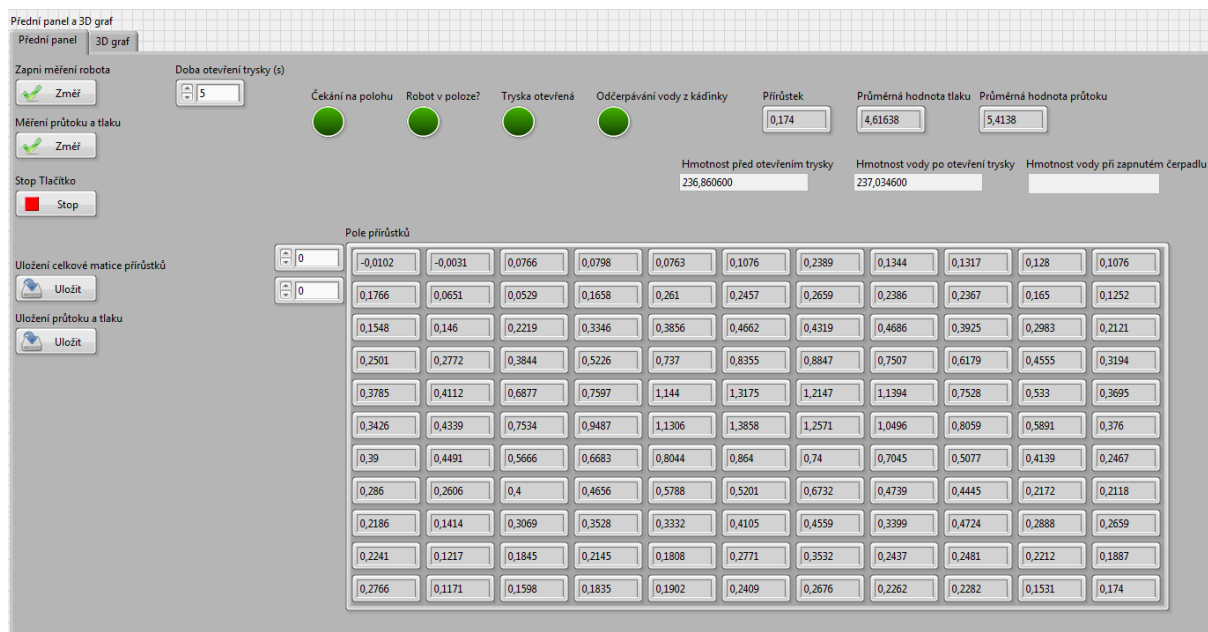 Přední panel a 3D graf
Přední panel 3D graf
Zapni měření robota Doba otevření trysky (s)
Změř 5
Čekání na polohu Robot v poloze? Tryska otevřená Odčerpávání vody z káďinky Přírůstek Průměrná hodnota tlaku Průměrná hodnota průtoku
0,174 4,61638 5,4138
Měření průtoku a tlaku
Změř
Hmotnost před otevřením trysky Hmotnost vody po otevření trysky Hmotnost vody při zapnutém čerpadlu
236,860600 237,034600
Stop Tlačítko
Stop
Pole přírůstků
Uložení celkové matice přírůstků
Uložit
Uložení průtoku a tlaku
Uložit
0
0
-0,0102 -0,0031 0,0766 0,0798 0,0763 0,1076 0,2389 0,1344 0,1317 0,128 0,1076
0,1766 0,0651 0,0529 0,1658 0,261 0,2457 0,2659 0,2386 0,2367 0,165 0,1252
0,1548 0,146 0,2219 0,3346 0,3856 0,4662 0,4319 0,4686 0,3925 0,2983 0,2121
0,2501 0,2772 0,3844 0,5226 0,737 0,8355 0,8847 0,7507 0,6179 0,4555 0,3194
0,3785 0,4112 0,6877 0,7597 1,144 1,3175 1,2147 1,1394 0,7528 0,533 0,3695
0,3426 0,4339 0,7534 0,9487 1,1306 1,3858 1,2571 1,0496 0,8059 0,5891 0,376
0,39 0,4491 0,5666 0,6683 0,8044 0,864 0,74 0,7045 0,5077 0,4139 0,2467
0,286 0,2606 0,4 0,4656 0,5788 0,5201 0,6732 0,4739 0,4445 0,2172 0,2118
0,2186 0,1414 0,3069 0,3528 0,3332 0,4105 0,4559 0,3399 0,4724 0,2888 0,2659
0,2241 0,1217 0,1845 0,2145 0,1808 0,2771 0,3532 0,2437 0,2481 0,2212 0,1887
0,2766 0,1171 0,1598 0,1835 0,1902 0,2409 0,2676 0,2262 0,2282 0,1531 0,174